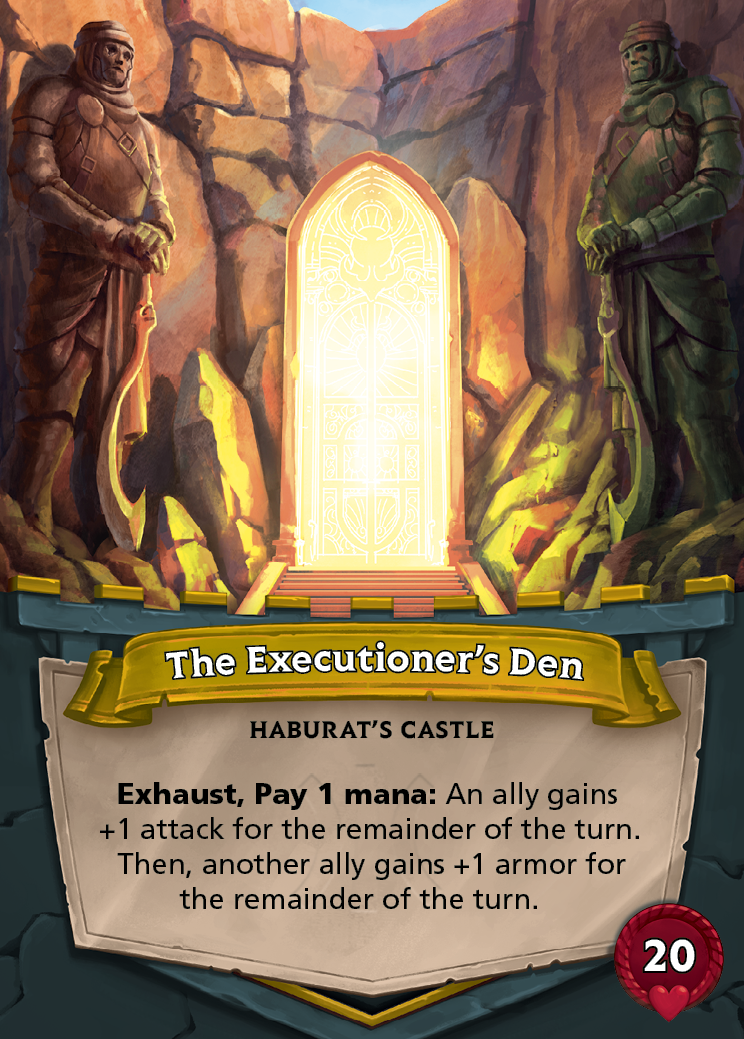 The Executioner's Den
HABURAT'S CASTLE
Exhaust, Pay 1 mana: An ally gains
+1 attack for the remainder of the turn.
Then, another ally gains +1 armor for
the remainder of the turn.
20